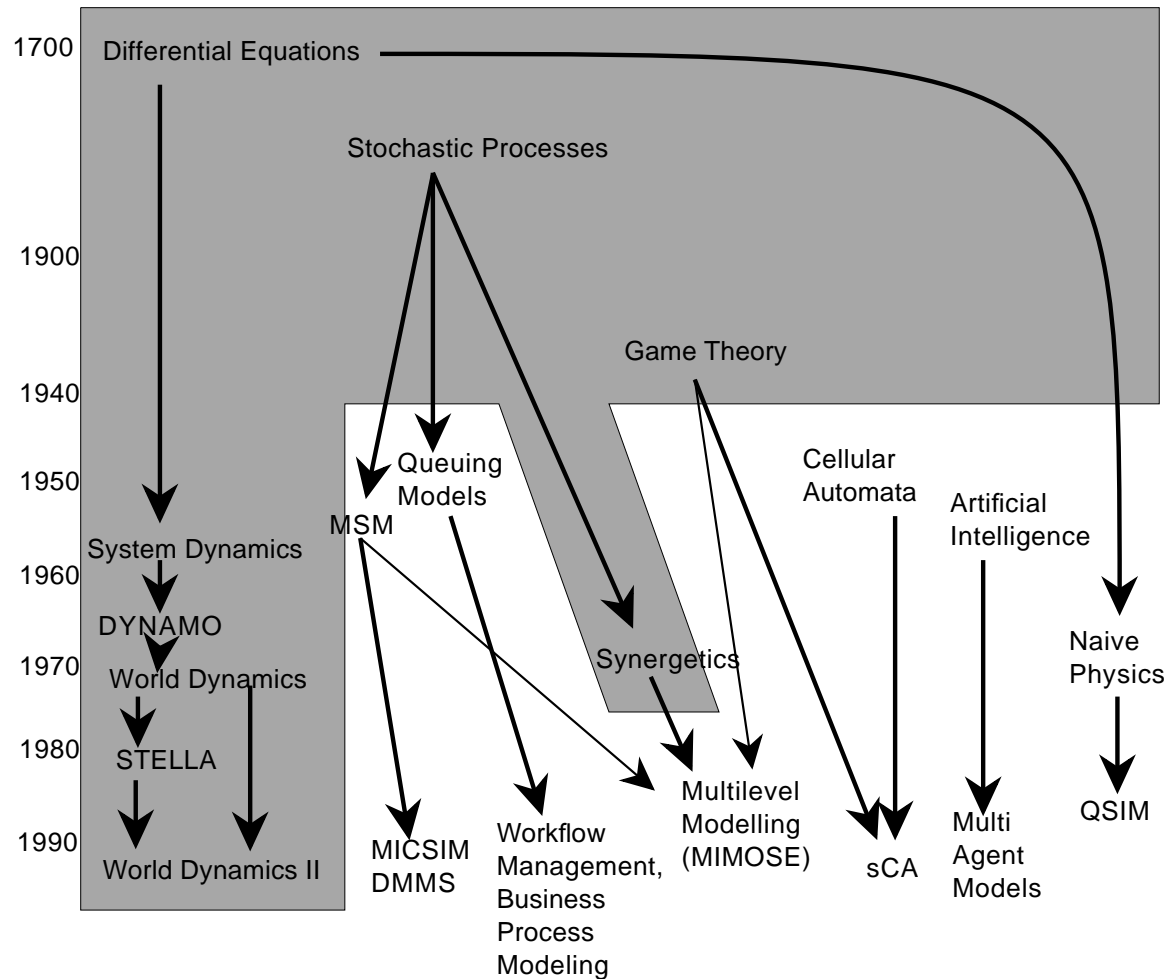 1700
Differential Equations
Stochastic Processes
1900
Game Theory
1940
Queuing
Models
Cellular
Automata
1950
MSM
Artificial
Intelligence
System Dynamics
1960
DYNAMO
Naive
Physics
1970
World Dynamics
Synergetics
1980
STELLA
Multilevel
Modelling
(MIMOSE)
QSIM
1990
World Dynamics II
MICSIM
DMMS
Workflow
Management,
Business
Process
Modeling
sCA
Multi
Agent
Models